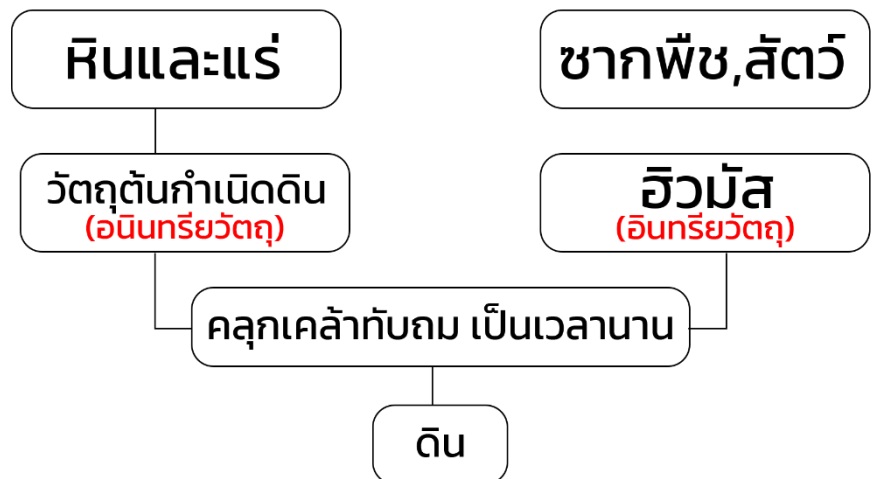 หินและแร่
ซากพืช,สัตว์
วัตถุต้นกำเนิดดิน
(อนินทรียวัตถุ)
ฮิวมัส
(อินทรียวัตถุ)
คลุกเคล้าทับถม เป็นเวลานาน
ดิน